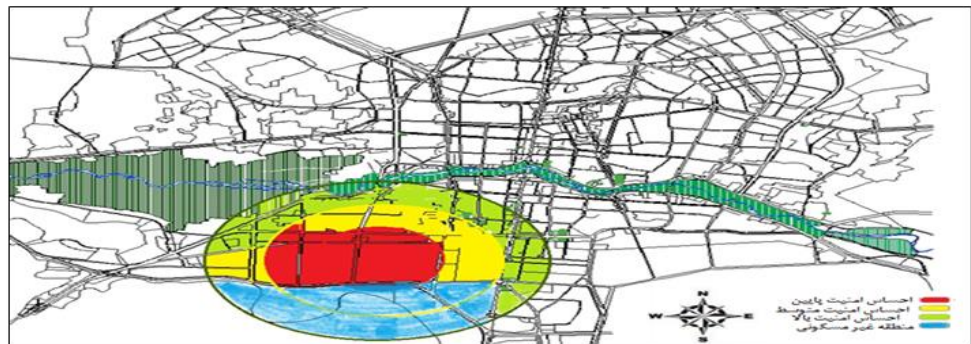 N
W E
S
احساس امنیت پایین
احساس امنیت متوسط
احساس امنیت بالا
منطقه غیر مسکونی